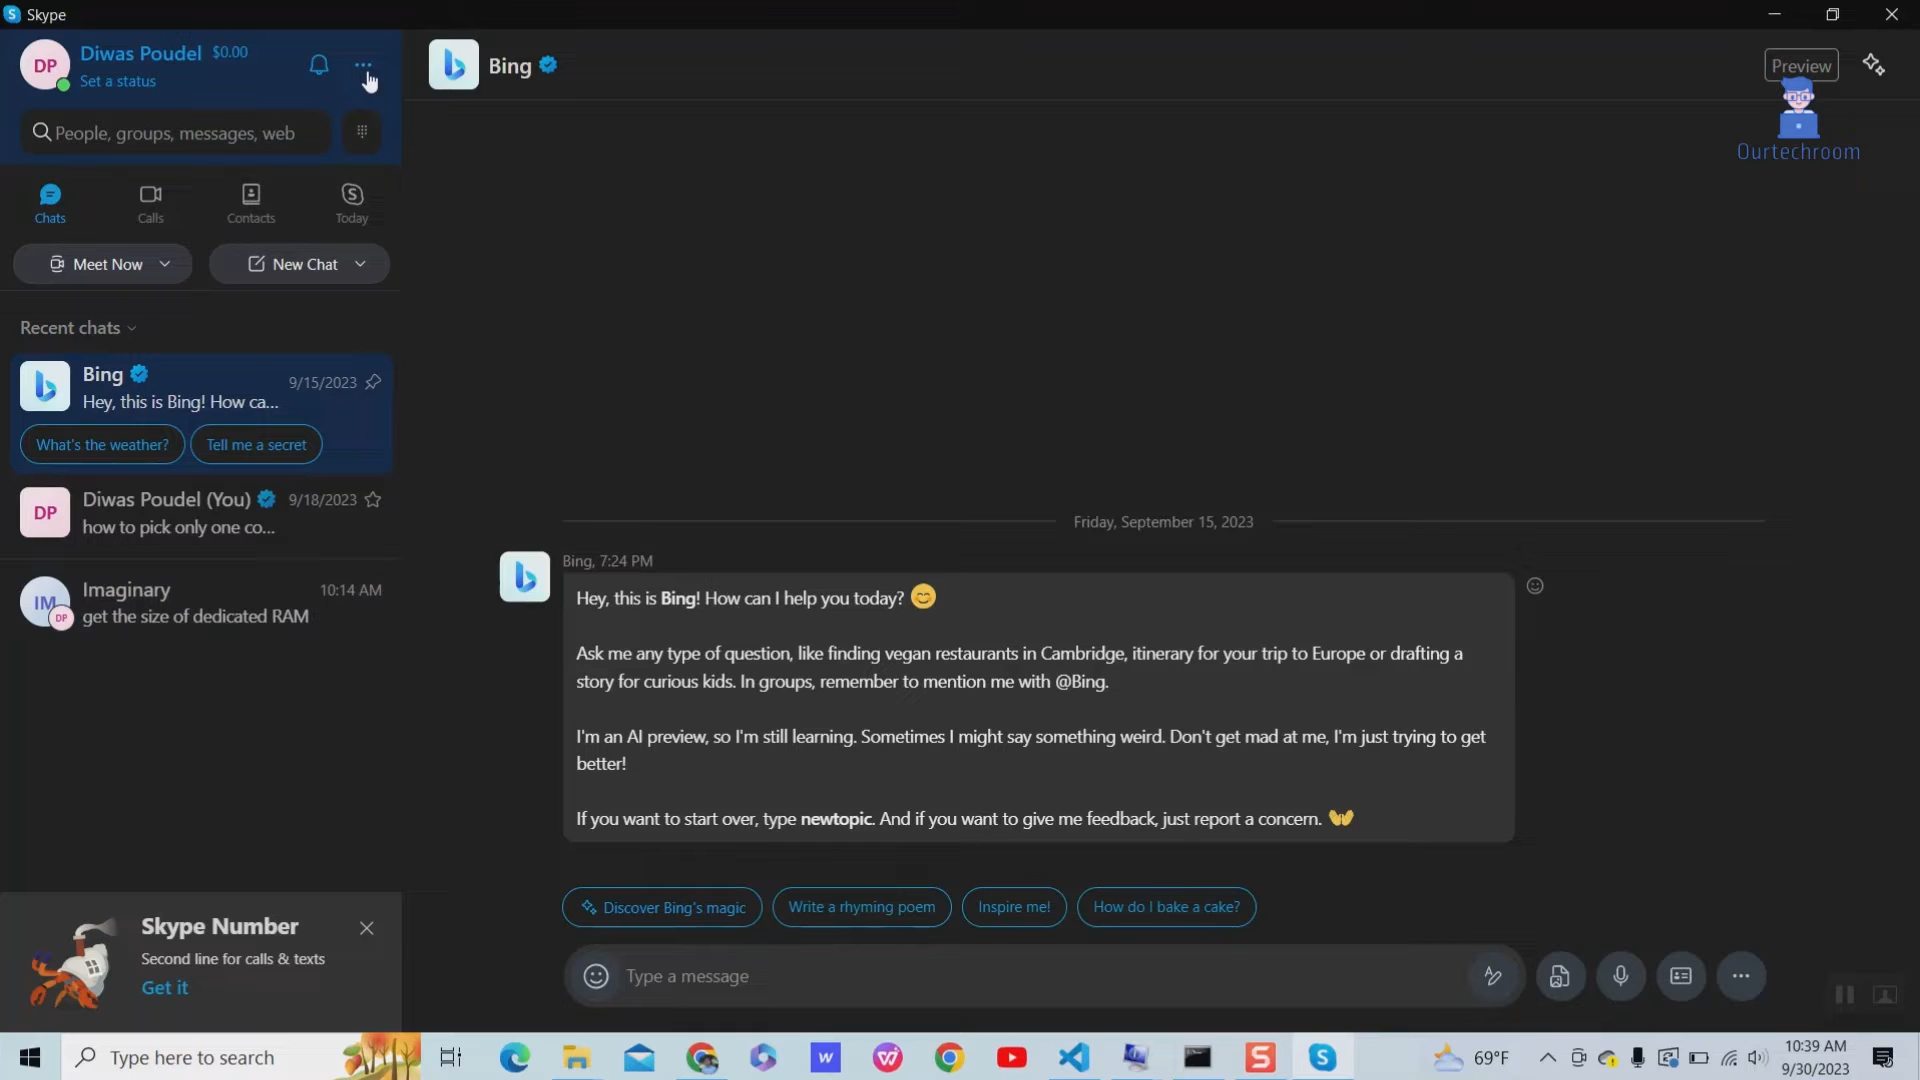 Skype
DP
Diwas Poudel $0.00
Set a status
People, groups, messages, web
Chats
Calls
Contacts
Today
Meet Now
New Chat
Recent chats
Bing
9/15/2023
Hey, this is Bing! How ca...
What's the weather?
Tell me a secret
DP
Diwas Poudel (You)
9/18/2023
how to pick only one co...
IM
DP
Imaginary
10:14 AM
get the size of dedicated RAM
Skype Number
Second line for calls & texts
Get it
Bing
Preview
Ourtechroom
Friday, September 15, 2023
Bing, 7:24 PM
Hey, this is Bing! How can I help you today?
Ask me any type of question, like finding vegan restaurants in Cambridge, itinerary for your trip to Europe or drafting a
story for curious kids. In groups, remember to mention me with @Bing.
I'm an AI preview, so I'm still learning. Sometimes I might say something weird. Don't get mad at me, I'm just trying to get
better!
If you want to start over, type newtopic. And if you want to give me feedback, just report a concern.
Discover Bing's magic
Write a rhyming poem
Inspire me!
How do I bake a cake?
Type a message
Type here to search
69°F
10:39 AM
9/30/2023